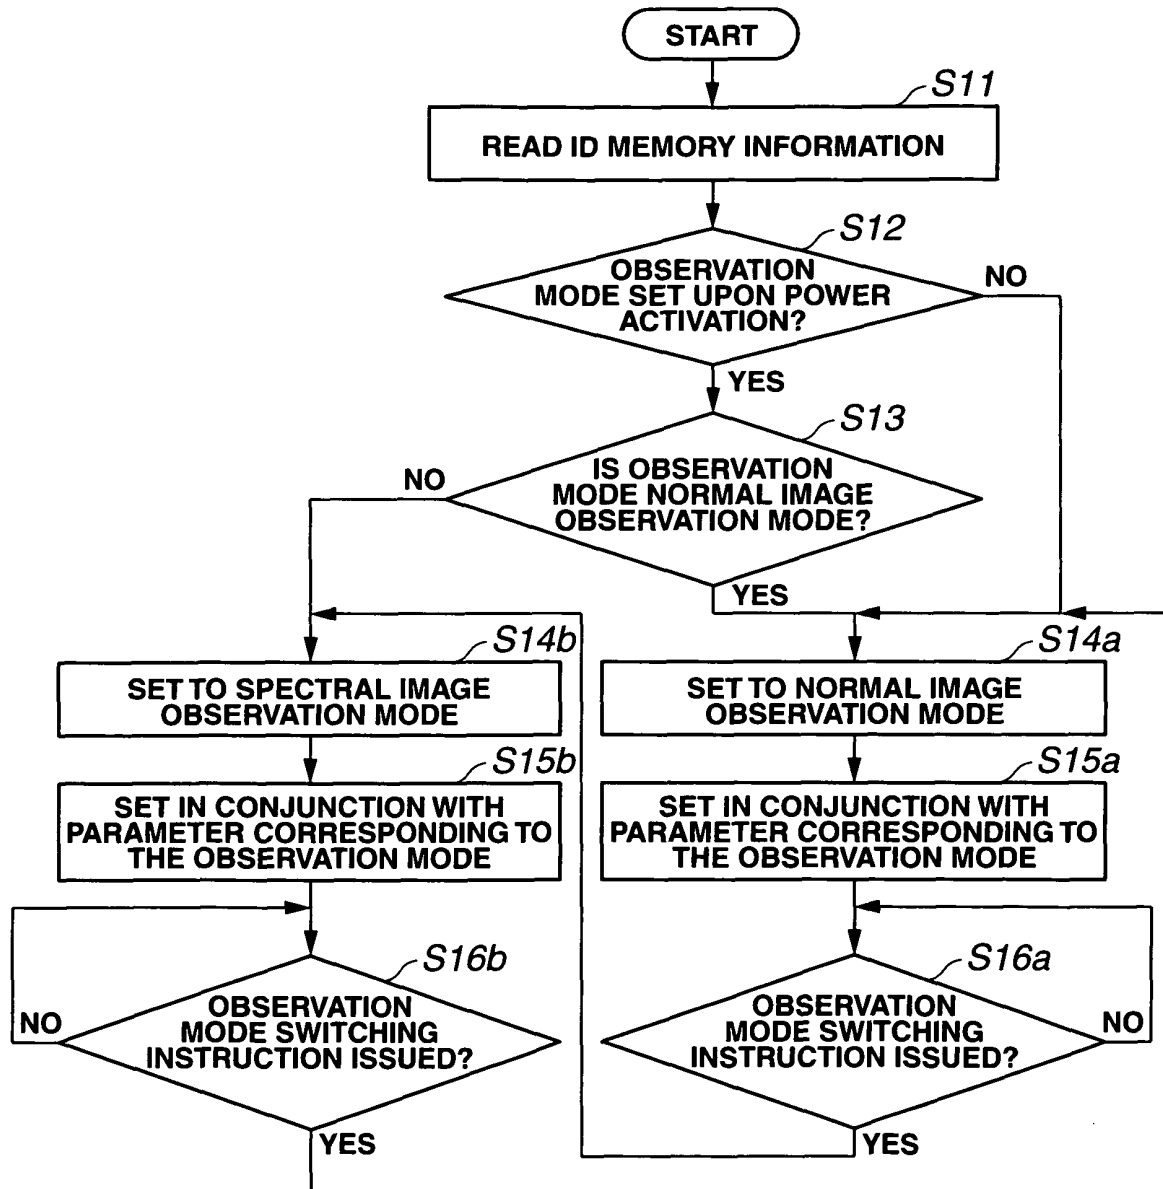 START
S11
READ ID MEMORY INFORMATION
S12
OBSERVATION
MODE SET UPON POWER
ACTIVATION?
NO
YES
S13
IS OBSERVATION
MODE NORMAL IMAGE
OBSERVATION MODE?
NO
YES
S14b
SET TO SPECTRAL IMAGE
OBSERVATION MODE
S14a
SET TO NORMAL IMAGE
OBSERVATION MODE
S15b
SET IN CONJUNCTION WITH
PARAMETER CORRESPONDING TO
THE OBSERVATION MODE
S15a
SET IN CONJUNCTION WITH
PARAMETER CORRESPONDING TO
THE OBSERVATION MODE
S16b
OBSERVATION
MODE SWITCHING
INSTRUCTION ISSUED?
NO
YES
S16a
OBSERVATION
MODE SWITCHING
INSTRUCTION ISSUED?
NO
YES